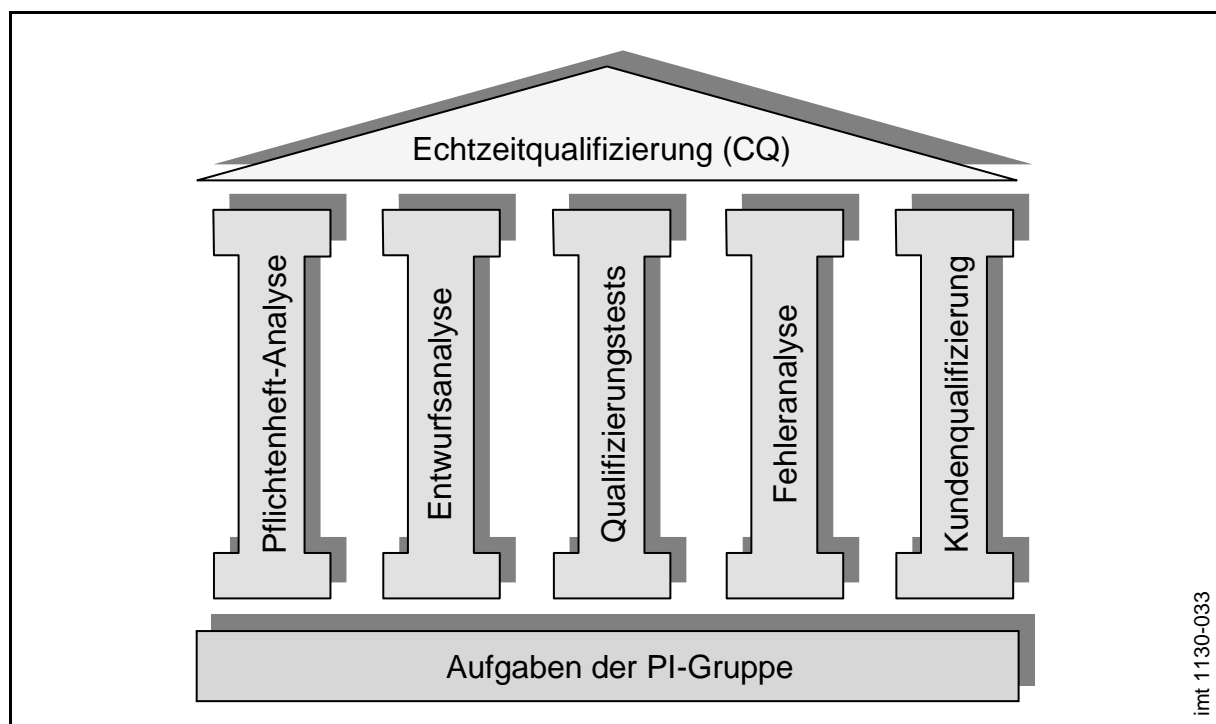 Echtzeitqualifizierung (CQ)
Pflichtenheft-Analyse
Entwurfsanalyse
Qualifizierungstests
Fehleranalyse
Kundenqualifizierung
Aufgaben der PI-Gruppe
imt 1130-033